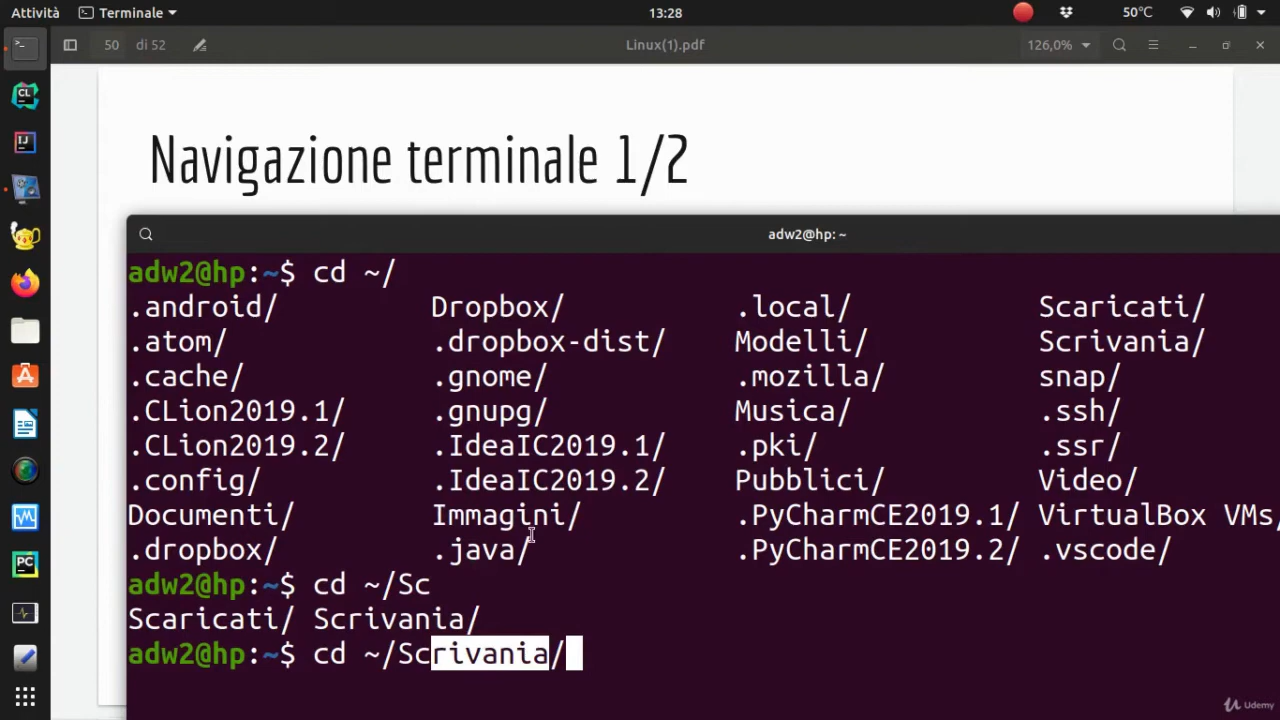 Attività Terminale 13:28 50℃
50 di 52 Linux(1).pdf 126,0%
Navigazione terminale 1/2
adw2@hp: ~
adw2@hp:~$ cd ~/
.android/ Dropbox/ .local/ Scaricati/
.atom/ .dropbox-dist/ Modelli/ Scrivania/
.cache/ .gnome/ .mozilla/ snap/
.CLion2019.1/ .gnupg/ Musica/ .ssh/
.CLion2019.2/ .IdeaIC2019.1/ .pki/ .ssr/
.config/ .IdeaIC2019.2/ Pubblici/ Video/
Documenti/ Immagini/ .PyCharmCE2019.1/ VirtualBox VMs/
.dropbox/ .java/ .PyCharmCE2019.2/ .vscode/
adw2@hp:~$ cd ~/Sc
Scaricati/ Scrivania/
adw2@hp:~$ cd ~/Scrivania/
CL
IJ
PC
Udemy